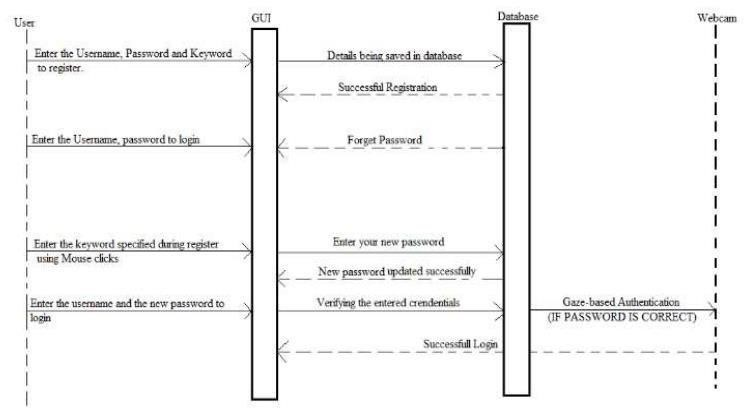 User
GUI
Database
Webcam
Enter the Username, Password and Keyword
to register.
Details being saved in database
Successful Registration
Enter the Username, password to login
Forget Password
Enter the keyword specified during register
using Mouse clicks
Enter your new password
New password updated successfully
Enter the username and the new password to
login
Verifying the entered crendentials
Gaze-based Authentication
(IF PASSWORD IS CORRECT)
Successfull Login